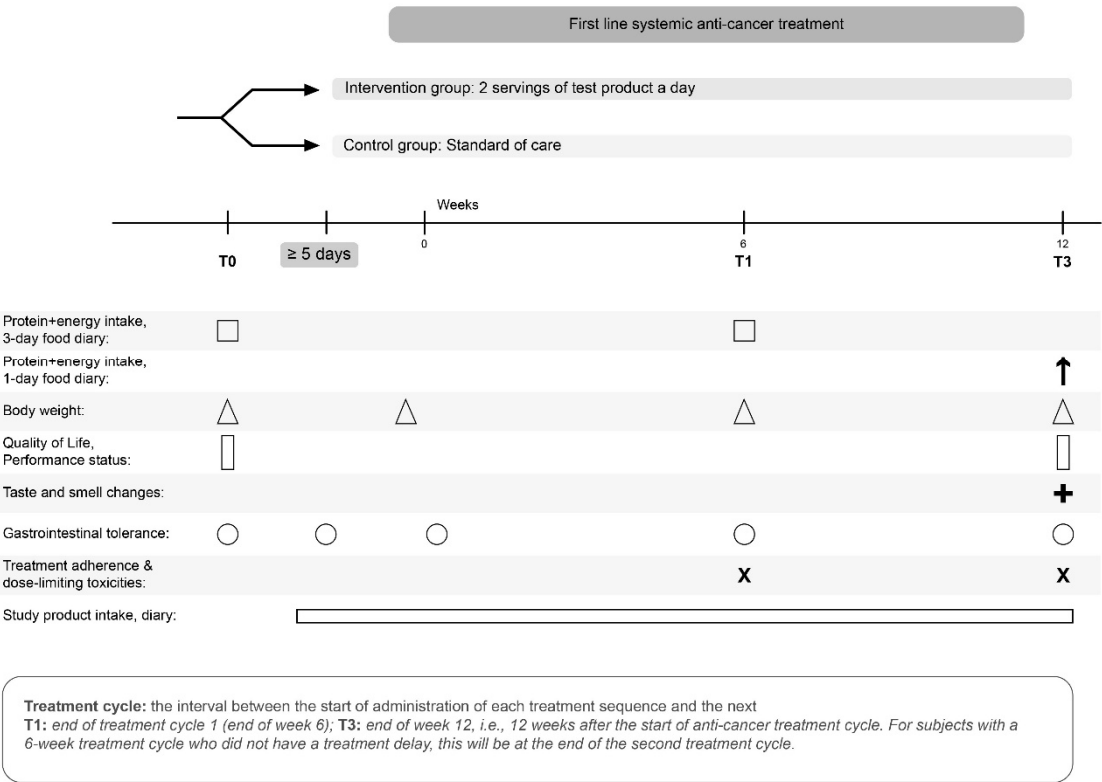 First line systemic anti-cancer treatment
Intervention group: 2 servings of test product a day
Control group: Standard of care
Weeks
≥ 5 days
0
6
12
T0
T1
T3
Protein+energy intake,
3-day food diary:
Protein+energy intake,
1-day food diary:
Body weight:
Quality of Life,
Performance status:
Taste and smell changes:
Gastrointestinal tolerance:
Treatment adherence &
dose-limiting toxicities:
X X
Study product intake, diary:
Treatment cycle: the interval between the start of administration of each treatment sequence and the next
T1: end of treatment cycle 1 (end of week 6); T3: end of week 12, i.e., 12 weeks after the start of anti-cancer treatment cycle. For subjects with a
6-week treatment cycle who did not have a treatment delay, this will be at the end of the second treatment cycle.